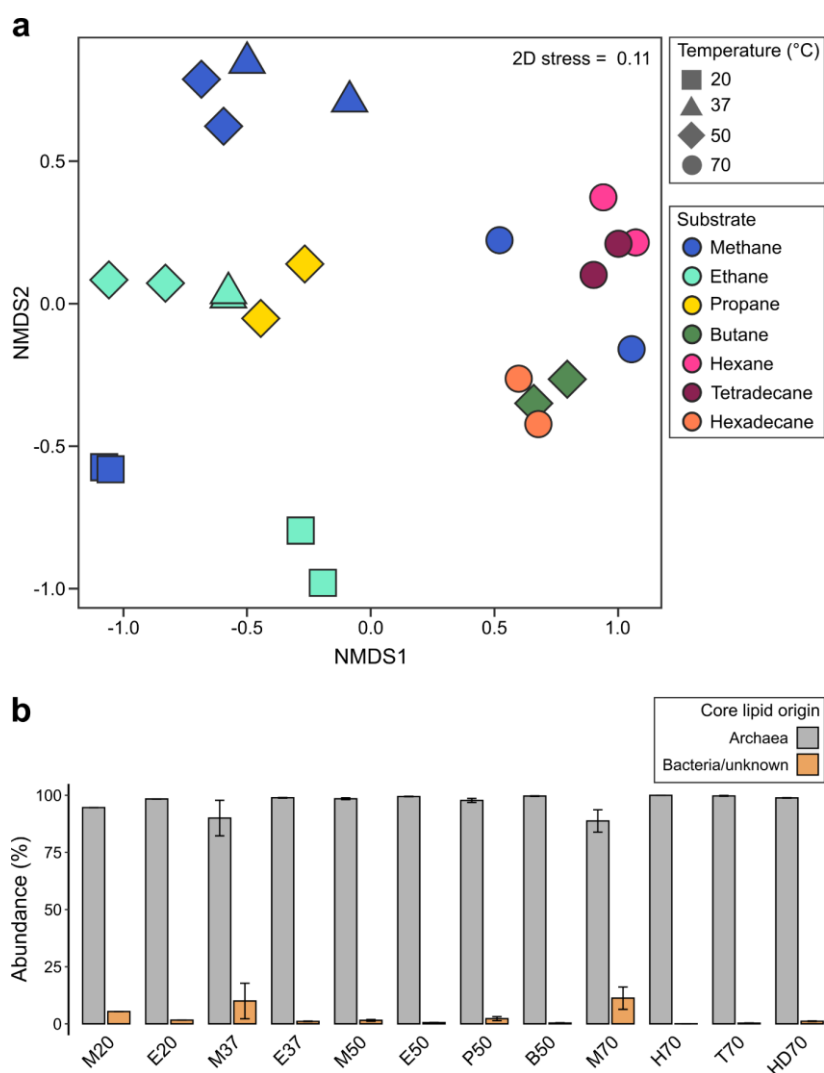 a
2D stress = 0.11
Temperature (°C)
20
37
50
70
Substrate
Methane
Ethane
Propane
Butane
Hexane
Tetradecane
Hexadecane
NMDS2
0.5
0.0
-0.5
-1.0
-1.0
-0.5
0.0
0.5
1.0
NMDS1
b
Core lipid origin
Archaea
Bacteria/unknown
Abundance (%)
100
75
50
25
0
M20
E20
M37
E37
M50
E50
P50
B50
M70
H70
T70
HD70